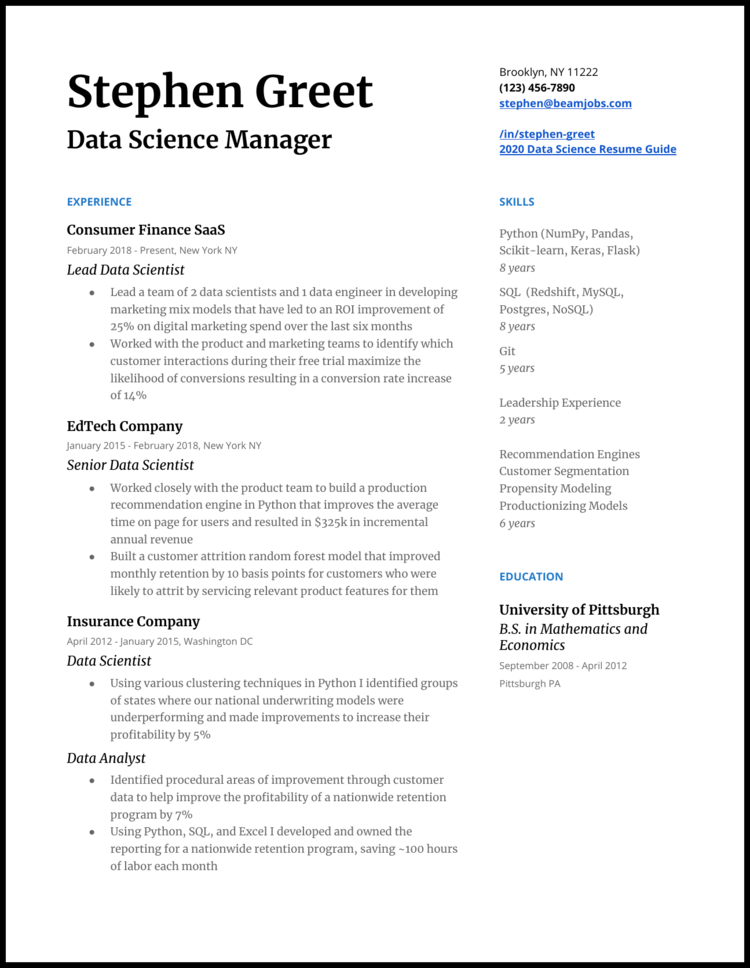 Stephen Greet
Data Science Manager
Brooklyn, NY 11222
(123) 456-7890
stephen@beamjobs.com
/in/stephen-greet
2020 Data Science Resume Guide
EXPERIENCE
Consumer Finance SaaS
February 2018 - Present, New York NY
Lead Data Scientist
● Lead a team of 2 data scientists and 1 data engineer in developing
marketing mix models that have led to an ROI improvement of
25% on digital marketing spend over the last six months
● Worked with the product and marketing teams to identify which
customer interactions during their free trial maximize the
likelihood of conversions resulting in a conversion rate increase
of 14%
EdTech Company
January 2015 - February 2018, New York NY
Senior Data Scientist
● Worked closely with the product team to build a production
recommendation engine in Python that improves the average
time on page for users and resulted in $325k in incremental
annual revenue
● Built a customer attrition random forest model that improved
monthly retention by 10 basis points for customers who were
likely to attrit by servicing relevant product features for them
Insurance Company
April 2012 - January 2015, Washington DC
Data Scientist
● Using various clustering techniques in Python I identified groups
of states where our national underwriting models were
underperforming and made improvements to increase their
profitability by 5%
Data Analyst
● Identified procedural areas of improvement through customer
data to help improve the profitability of a nationwide retention
program by 7%
● Using Python, SQL, and Excel I developed and owned the
reporting for a nationwide retention program, saving ~100 hours
of labor each month
SKILLS
Python (NumPy, Pandas,
Scikit-learn, Keras, Flask)
8 years
SQL (Redshift, MySQL,
Postgres, NoSQL)
8 years
Git
5 years
Leadership Experience
2 years
Recommendation Engines
Customer Segmentation
Propensity Modeling
Productionizing Models
6 years
EDUCATION
University of Pittsburgh
B.S. in Mathematics and
Economics
September 2008 - April 2012
Pittsburgh PA